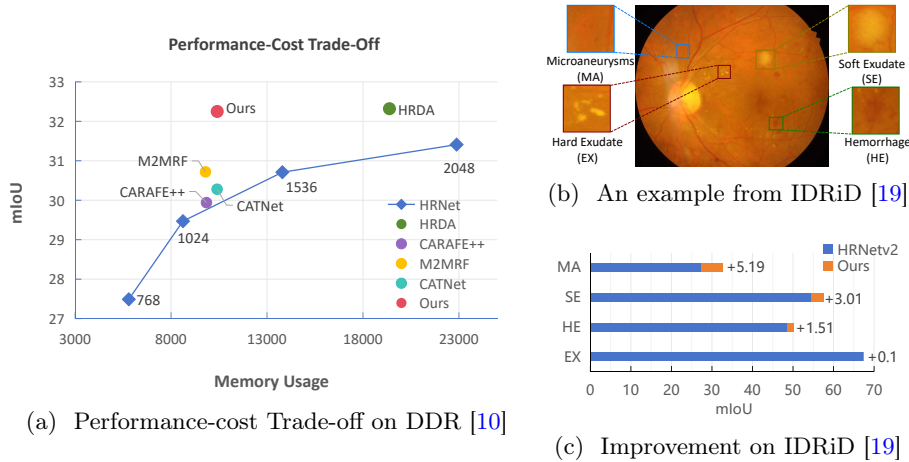 Performance-Cost Trade-Off
mIoU
33
32
31
30
29
28
27
Ours
HRDA
M2MRF
CARAFE++
CATNet
768
1024
1536
2048
HRNet
HRDA
CARAFE++
M2MRF
CATNet
Ours
3000
8000
13000
18000
23000
Memory Usage
(a) Performance-cost Trade-off on DDR [10]
Microaneurysms
(MA)
Soft Exudate
(SE)
Hard Exudate
(EX)
Hemorrhage
(HE)
(b) An example from IDRiD [19]
HRNetv2
Ours
MA
+5.19
SE
+3.01
HE
+1.51
EX
+0.1
0
10
20
30
40
50
60
70
mIoU
(c) Improvement on IDRiD [19]